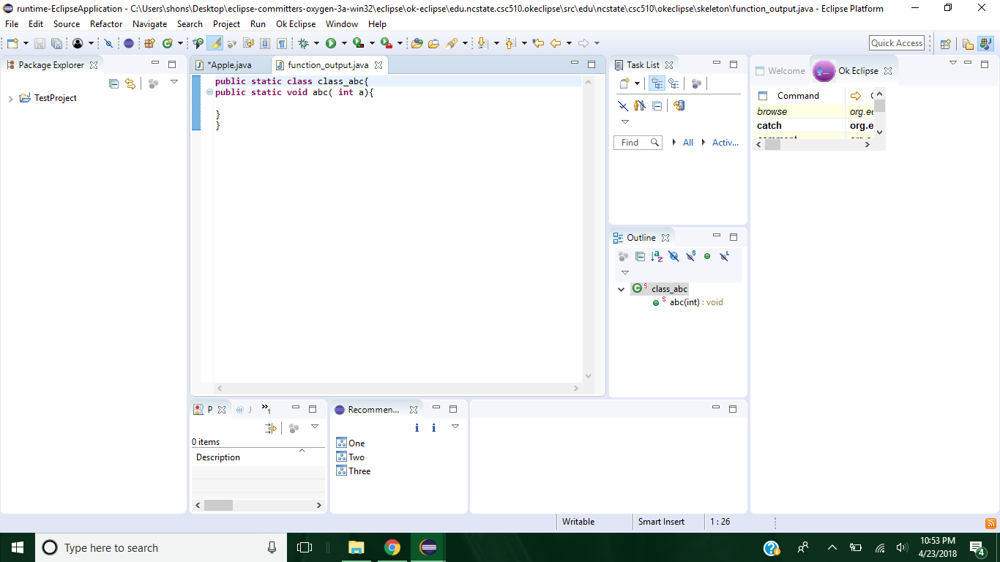 runtime-EclipseApplication - C:\Users\shons\Desktop\eclipse-committers-oxygen-3a-win32\eclipse\ok-eclipse\edu.ncstate.csc510.okeclipse\src\edu\ncstate\csc510\okeclipse\skeleton\function_output.java - Eclipse Platform
File Edit Source Refactor Navigate Search Project Run Ok Eclipse Window Help
Quick Access
Package Explorer
TestProject
*Apple.java
function_output.java
public static class class_abc{
public static void abc( int a){
}
}
Task List
Find
All
Activ...
Outline
class_abc
abc(int) : void
Welcome
Ok Eclipse
Command
browse org.ec
catch org.e
P
@ J
»1
0 items
Description
Recommen...
One
Two
Three
Writable
Smart Insert
1 : 26
Type here to search
10:53 PM
4/23/2018
4